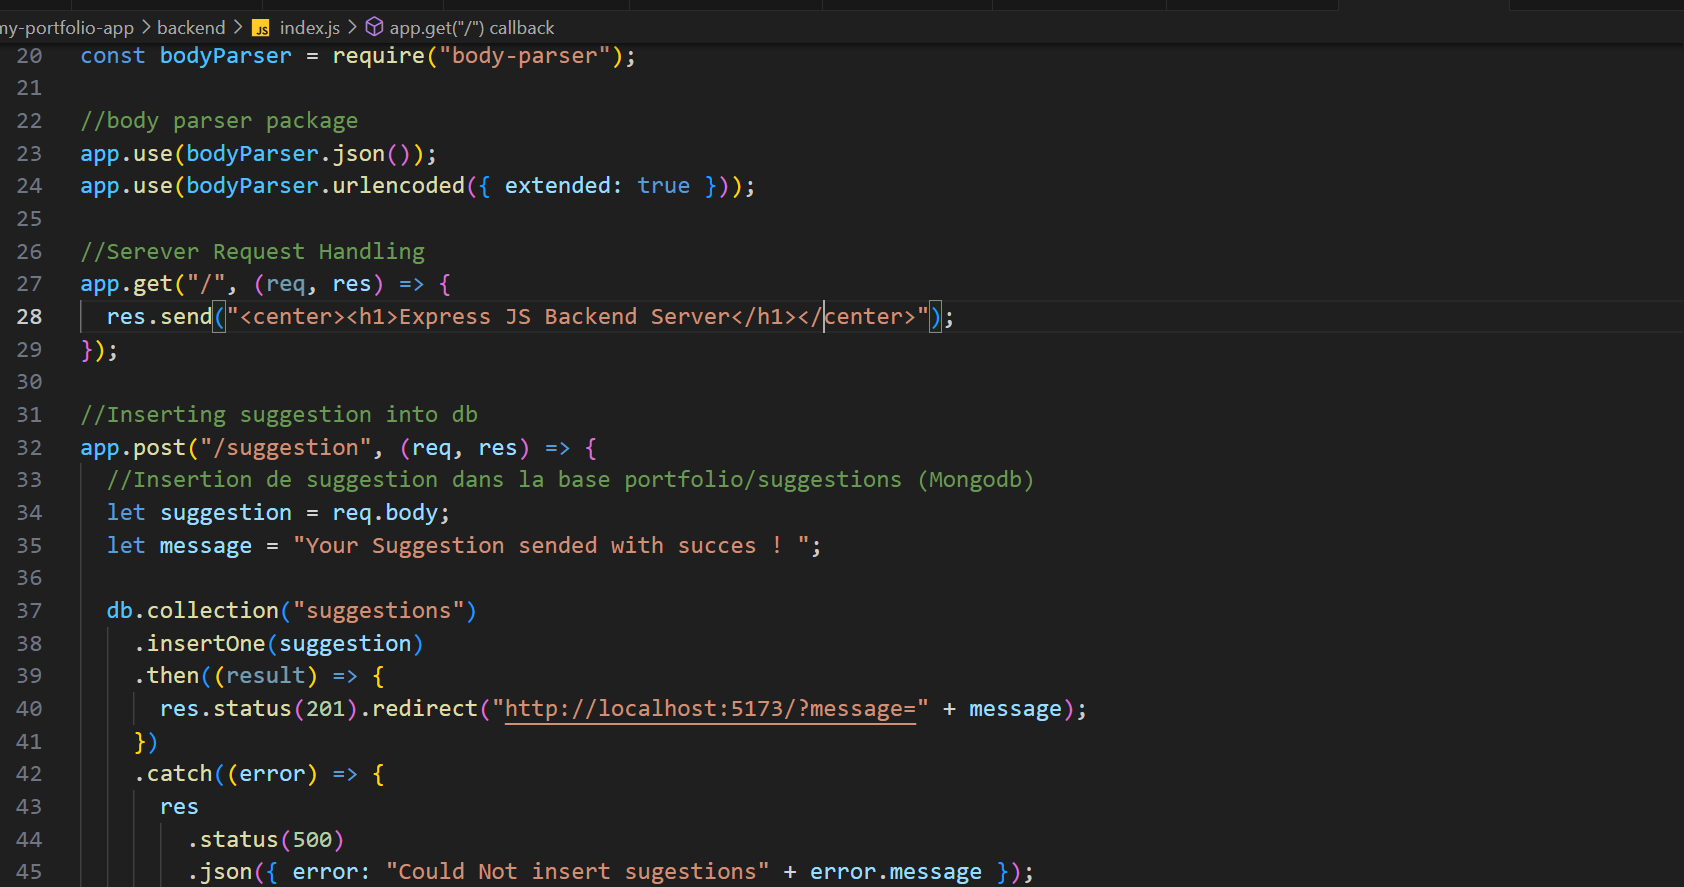 my-portfolio-app > backend > JS index.js > app.get("/") callback
20 const bodyParser = require("body-parser");
21
22 //body parser package
23 app.use(bodyParser.json());
24 app.use(bodyParser.urlencoded({ extended: true }));
25
26 //Serever Request Handling
27 app.get("/", (req, res) => {
28 res.send("<center><h1>Express JS Backend Server</h1></center>");
29 });
30
31 //Inserting suggestion into db
32 app.post("/suggestion", (req, res) => {
33 //Insertion de suggestion dans la base portfolio/suggestions (Mongodb)
34 let suggestion = req.body;
35 let message = "Your Suggestion sended with succes ! ";
36
37 db.collection("suggestions")
38 .insertOne(suggestion)
39 .then((result) => {
40 res.status(201).redirect("http://localhost:5173/?message=" + message);
41 })
42 .catch((error) => {
43 res
44 .status(500)
45 .json({ error: "Could Not insert sugestions" + error.message });